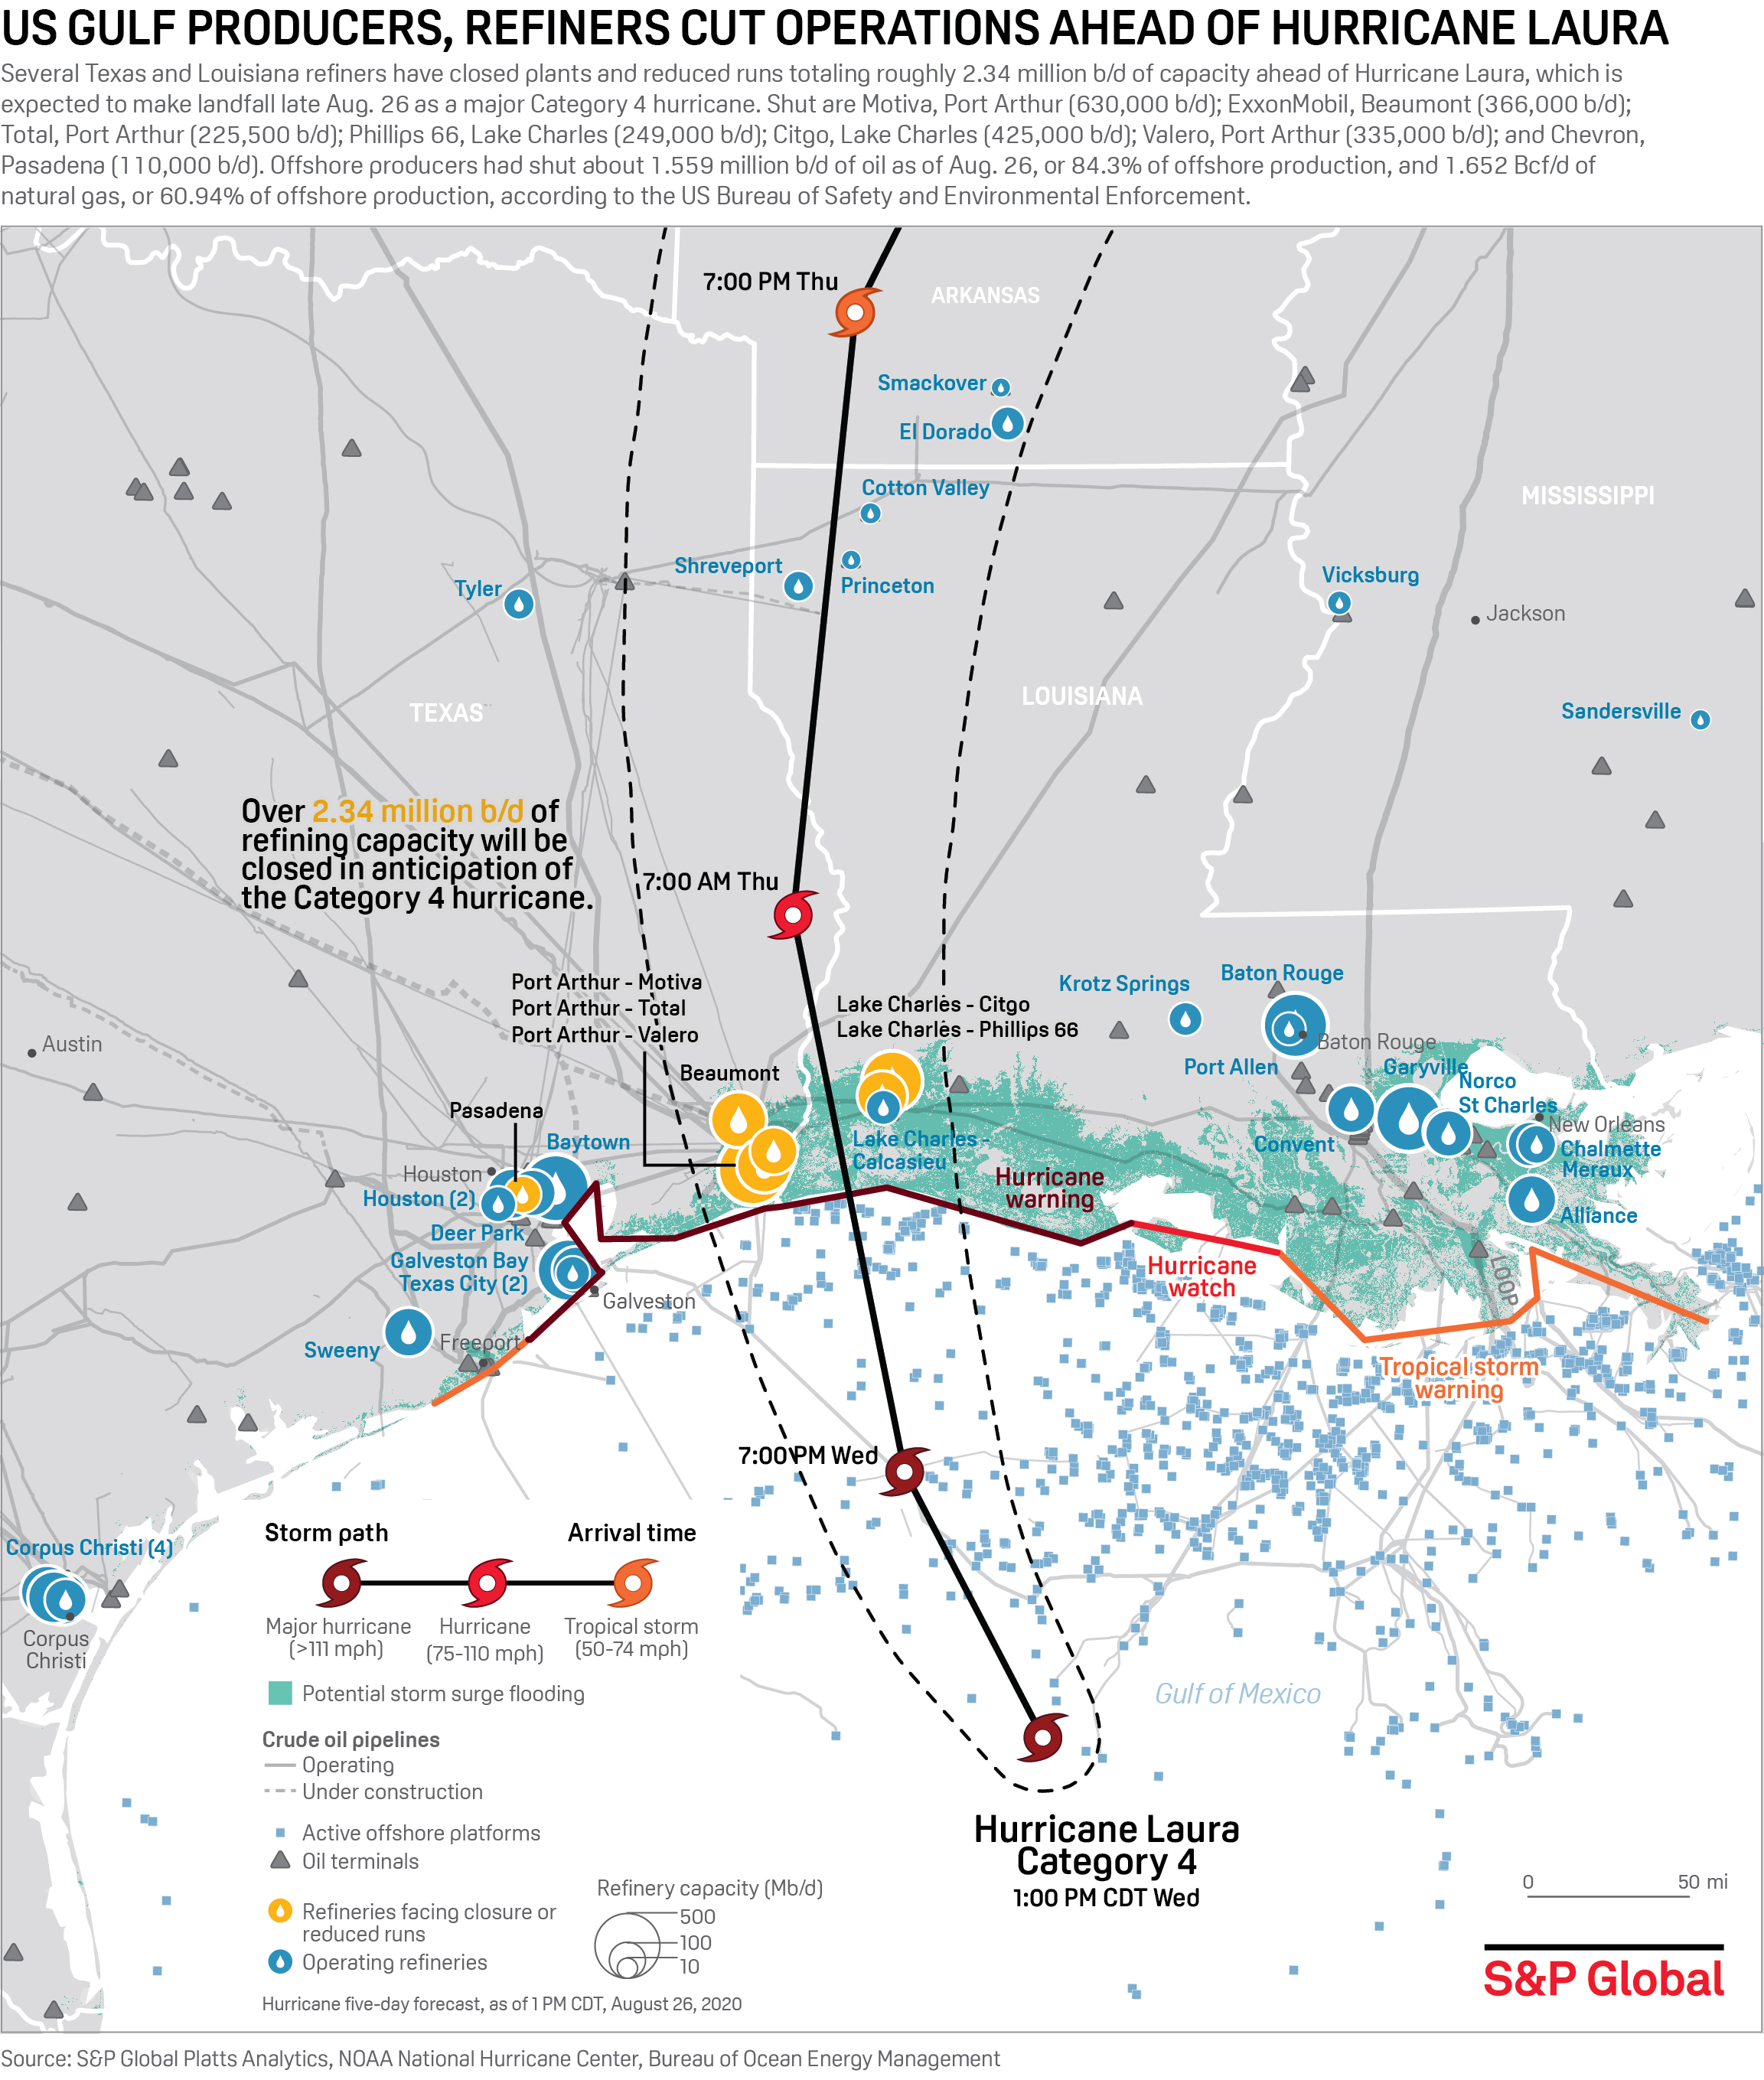 US GULF PRODUCERS, REFINERS CUT OPERATIONS AHEAD OF HURRICANE LAURA
Several Texas and Louisiana refiners have closed plants and reduced runs totaling roughly 2.34 million b/d of capacity ahead of Hurricane Laura, which is
expected to make landfall late Aug. 26 as a major Category 4 hurricane. Shut are Motiva, Port Arthur (630,000 b/d); ExxonMobil, Beaumont (366,000 b/d);
Total, Port Arthur (225,500 b/d); Phillips 66, Lake Charles (249,000 b/d); Citgo, Lake Charles (425,000 b/d); Valero, Port Arthur (335,000 b/d); and Chevron,
Pasadena (110,000 b/d). Offshore producers had shut about 1.559 million b/d of oil as of Aug. 26, or 84.3% of offshore production, and 1.652 Bcf/d of
natural gas, or 60.94% of offshore production, according to the US Bureau of Safety and Environmental Enforcement.
7:00 PM Thu
ARKANSAS
Smackover
El Dorado
Cotton Valley
MISSISSIPPI
Shreveport
Princeton
Tyler
Vicksburg
Jackson
TEXAS
LOUISIANA
Sandersville
Over 2.34 million b/d of
refining capacity will be
closed in anticipation of
the Category 4 hurricane.
7:00 AM Thu
Port Arthur - Motiva
Port Arthur - Total
Port Arthur - Valero
Lake Charles - Citgo
Lake Charles - Phillips 66
Krotz Springs
Baton Rouge
Baton Rouge
Austin
Beaumont
Port Allen
Garyville
Norco
St Charles
Pasadena
Baytown
Lake Charles -
Calcasieu
Convent
New Orleans
Chalmette
Meraux
Houston
Houston (2)
Hurricane
warning
Alliance
Deer Park
Galveston Bay
Texas City (2)
Hurricane
watch
LOOP
Galveston
Freeport
Sweeny
Tropical storm
warning
7:00 PM Wed
Corpus Christi (4)
Corpus
Christi
Storm path
Arrival time
Major hurricane
(>111 mph)
Hurricane
(75-110 mph)
Tropical storm
(50-74 mph)
Potential storm surge flooding
Gulf of Mexico
Crude oil pipelines
Operating
Under construction
Active offshore platforms
Oil terminals
Hurricane Laura
Category 4
1:00 PM CDT Wed
Refineries facing closure or
reduced runs
Operating refineries
Refinery capacity (Mb/d)
500
100
10
0 50 mi
S&P Global
Hurricane five-day forecast, as of 1 PM CDT, August 26, 2020
Source: S&P Global Platts Analytics, NOAA National Hurricane Center, Bureau of Ocean Energy Management